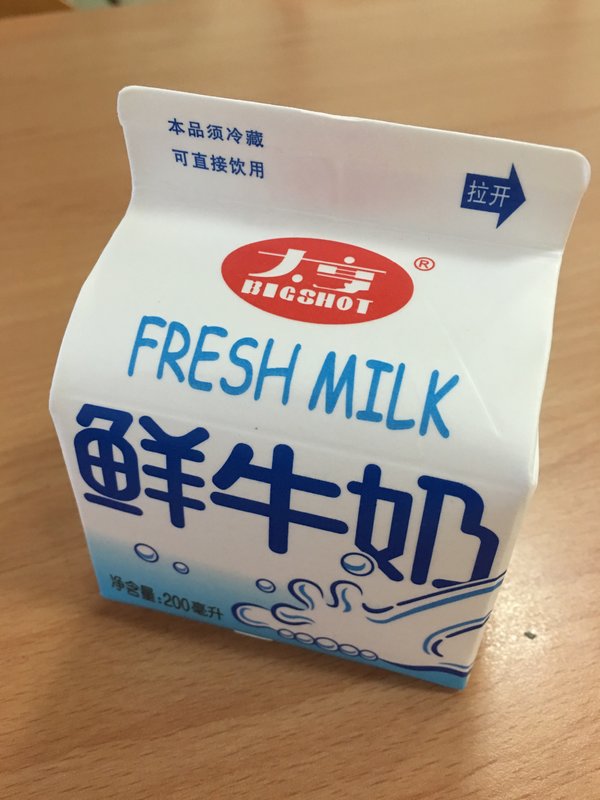 本品须冷藏
可直接饮用
拉开
大亨®
BIGSHOT
FRESH MILK
鲜牛奶
净含量:200毫升